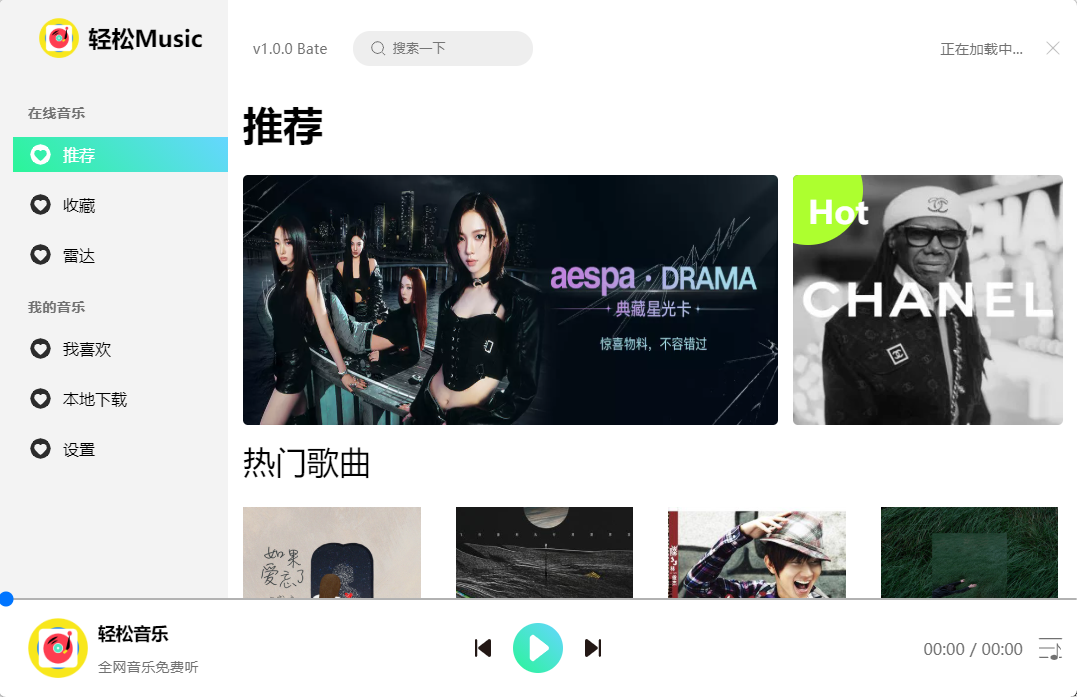 轻松Music
v1.0.0 Bate
搜索一下
正在加载中...
在线音乐
推荐
收藏
雷达
我的音乐
我喜欢
本地下载
设置
推荐
aespa · DRAMA
典藏星光卡
惊喜物料，不容错过
Hot
CHANEL
热门歌曲
如果
爱忘了
轻松音乐
全网音乐免费听
00:00 / 00:00